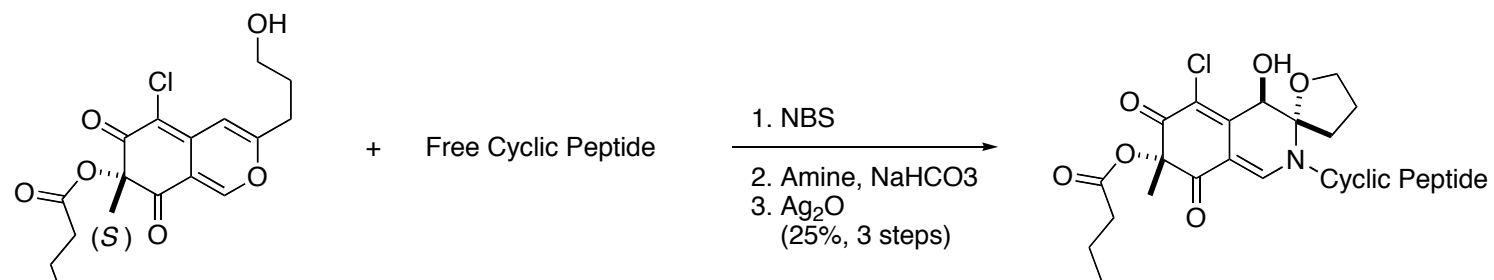 OH
Cl
O
O
O
O
O
(S)
+ Free Cyclic Peptide
1. NBS
2. Amine, NaHCO3
3. Ag₂O
(25%, 3 steps)
Cl
OH
O
O
O
O
O
N
Cyclic Peptide